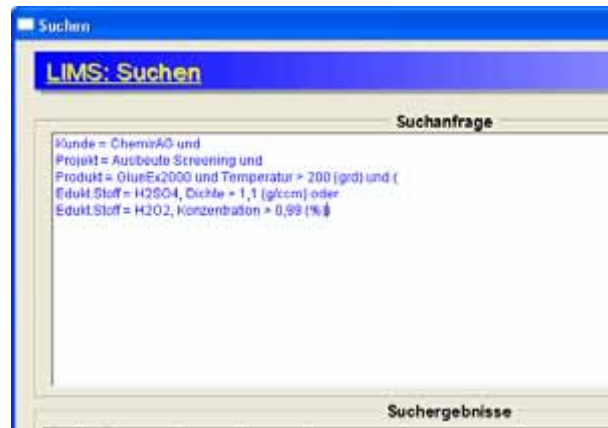 Suchen
LIMS: Suchen
Suchanfrage
Kunde = ChemirAG und
Projekt = Ausbeute Screening und
Produkt = GlueEx2000 und Temperatur > 200 (grd) und (
Edukt.Stoff = H2SO4, Dichte > 1,1 (g/ccm) oder
Edukt.Stoff = H2O2, Konzentration > 0,99 (%
Suchergebnisse